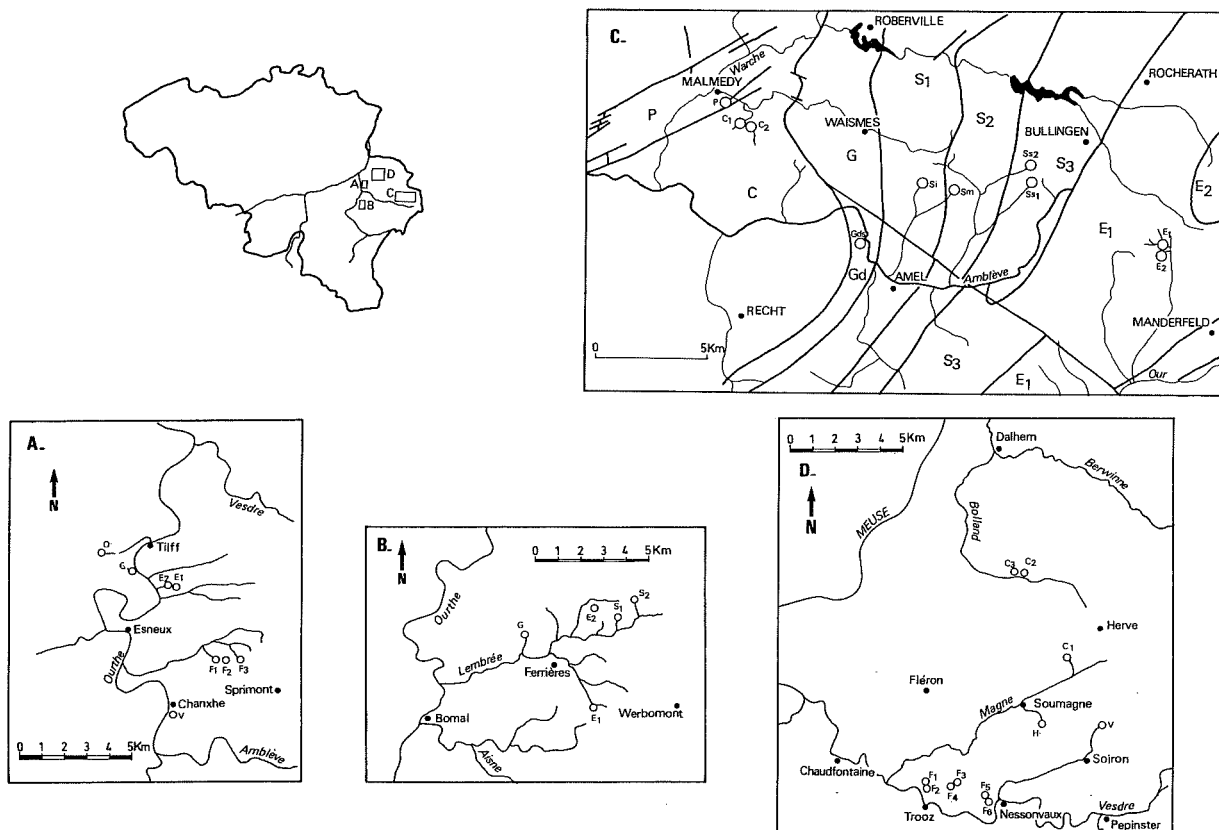 A
D
C
B
C-
ROBERVILLE
Warche
MALMEDY
ROCHERATH
S1
P
P
C1
C2
WAISMES
S2
BULLINGEN
G
Ss2
S3
Si
Sm
Ss1
C
E2
E1
E1
E2
Gds
Gd
AMEL
Amblève
RECHT
MANDERFELD
0
5Km
S3
E1
Our
A-
N
Vesdre
O
Tilff
G
E2
E1
Esneux
Ourthe
F1
F2
F3
Sprimont
Chanxhe
V
0 1 2 3 4 5Km
Amblève
B-
N
0 1 2 3 4 5Km
Ourthe
S2
E2
S1
G
Lembrée
Ferrières
E1
Werbomont
Bomal
Aisne
0 1 2 3 4 5Km
D-
N
Dalhem
Berwinne
MEUSE
Bolland
C3
C2
Herve
C1
Fléron
Magne
Soumagne
H
V
Chaudfontaine
Soiron
F1
F3
F2
F4
F5
F6
Trooz
Nessonvaux
Vesdre
Pepinster